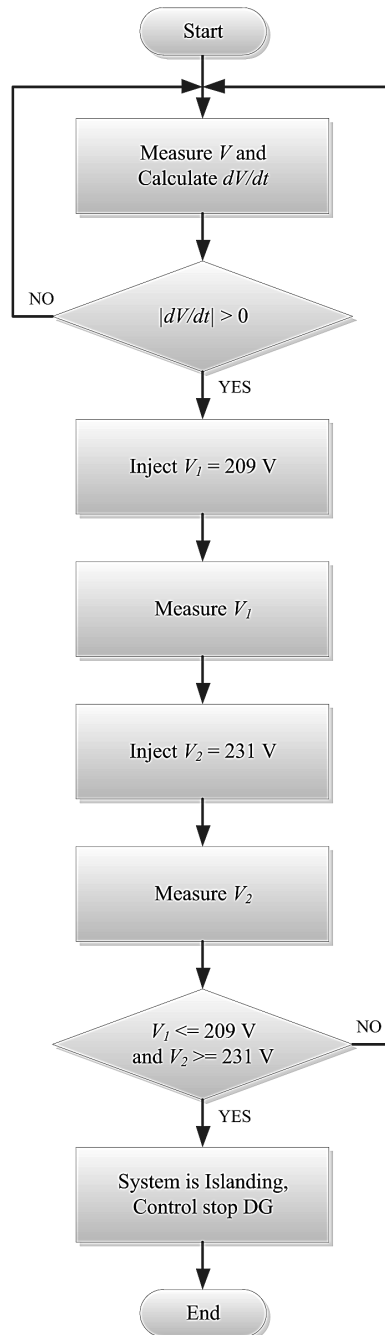 Start
Measure V and
Calculate dV/dt
|dV/dt| > 0
NO
YES
Inject V1 = 209 V
Measure V1
Inject V2 = 231 V
Measure V2
V1 <= 209 V
and V2 >= 231 V
NO
YES
System is Islanding,
Control stop DG
End